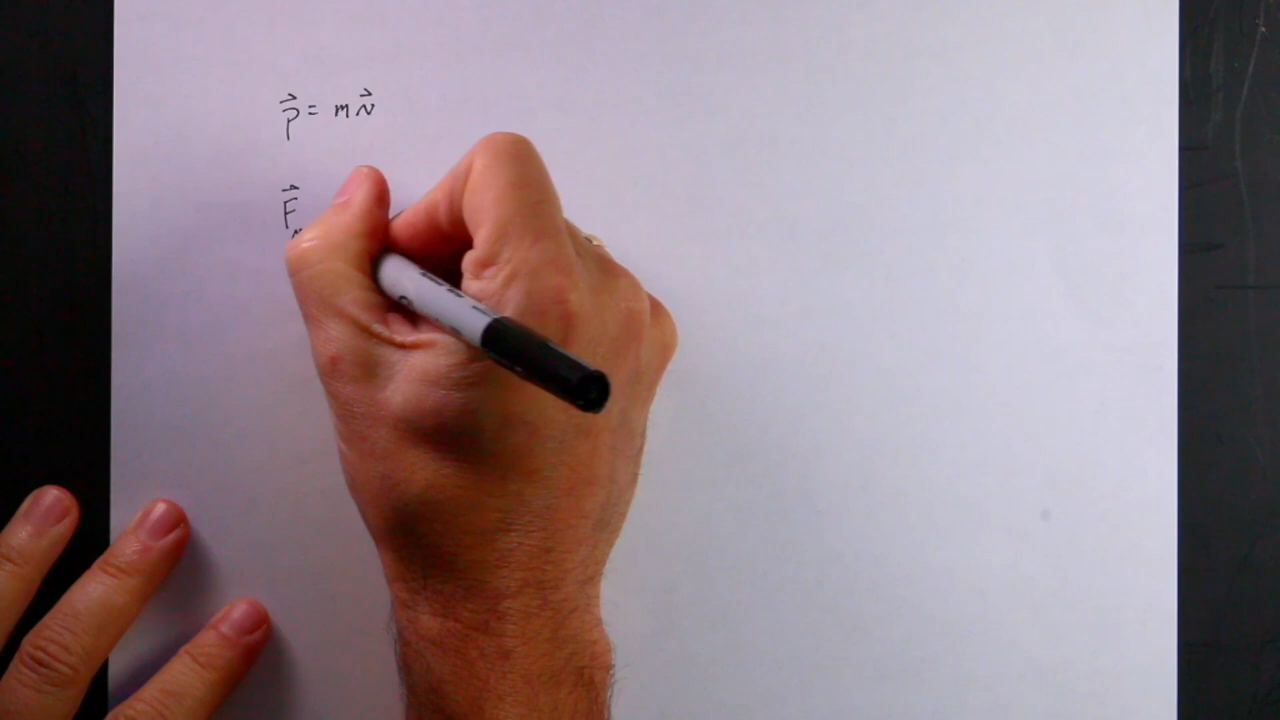 p⃗ = mv⃗
F⃗